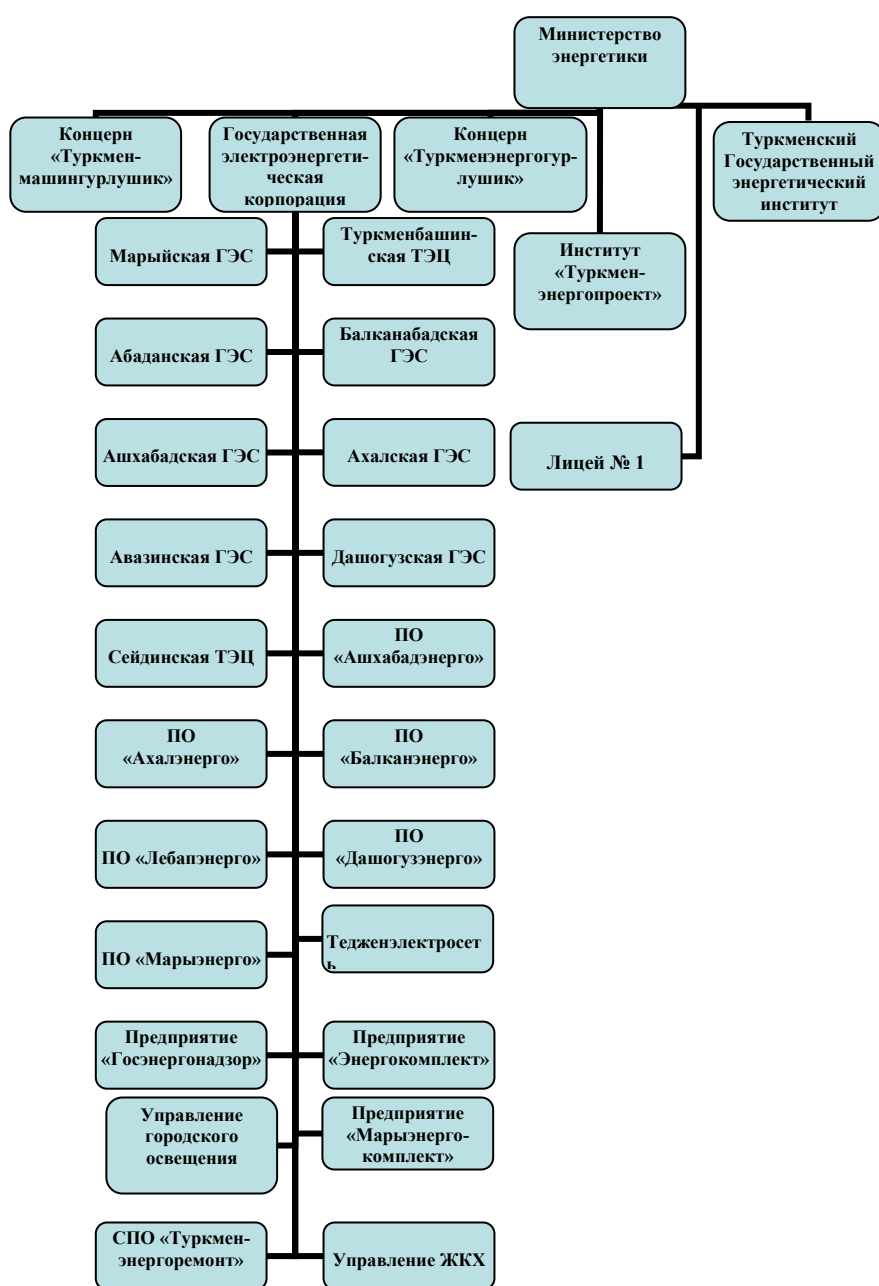 Министерство
энергетики
Концерн
«Туркмен-
машингурлушик»
Государственная
электроэнергети-
ческая
корпорация
Концерн
«Туркменэнергогур-
лушик»
Туркменский
Государственный
энергетический
институт
Марыйская ГЭС
Туркменбашин-
ская ТЭЦ
Институт
«Туркмен-
энергопроект»
Абаданская ГЭС
Балканабадская
ГЭС
Ашхабадская ГЭС
Ахалская ГЭС
Лицей № 1
Авазинская ГЭС
Дашогузская ГЭС
Сейдинская ТЭЦ
ПО
«Ашхабадэнерго»
ПО
«Ахалэнерго»
ПО
«Балканэнерго»
ПО «Лебапэнерго»
ПО
«Дашогузэнерго»
ПО «Марыэнерго»
Тедженэлектросет
ь
Предприятие
«Госэнергонадзор»
Предприятие
«Энергокомплект»
Управление
городского
освещения
Предприятие
«Марыэнерго-
комплект»
СПО «Туркмен-
энергоремонт»
Управление ЖКХ